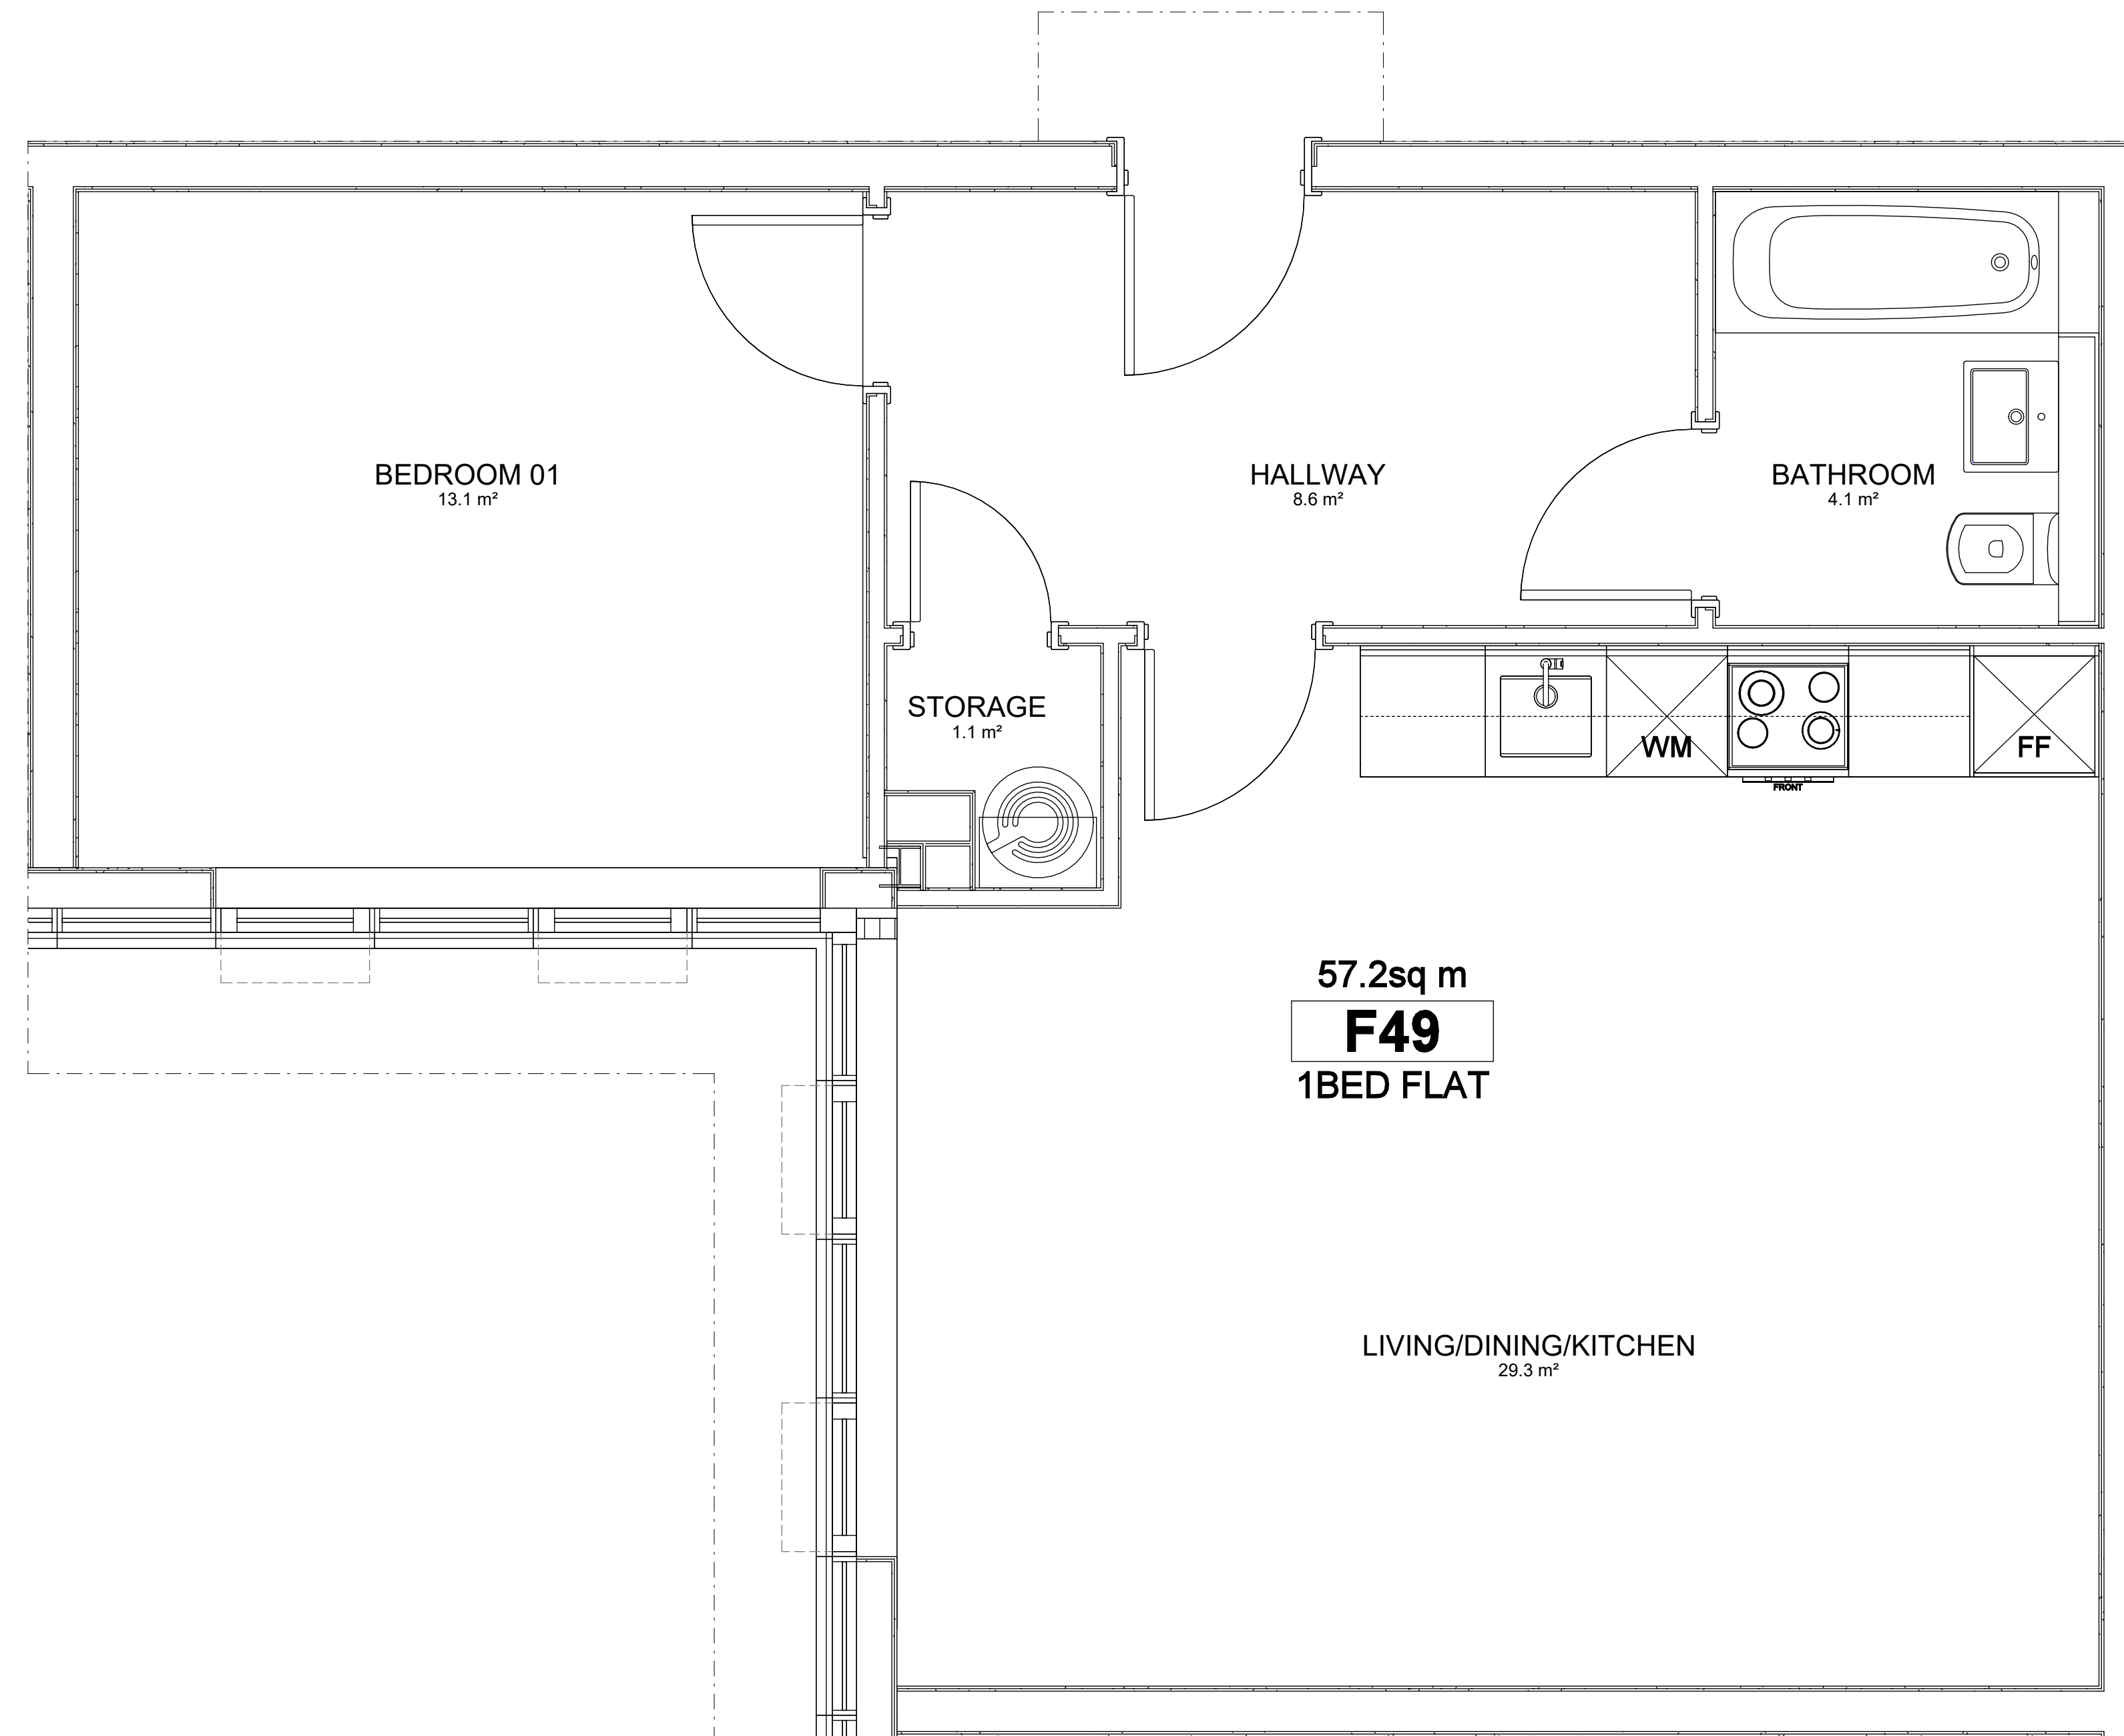 BEDROOM 01
13.1 m²
HALLWAY
8.6 m²
BATHROOM
4.1 m²
STORAGE
1.1 m²
WM
FRONT
FF
57.2sq m
F49
1BED FLAT
LIVING/DINING/KITCHEN
29.3 m²